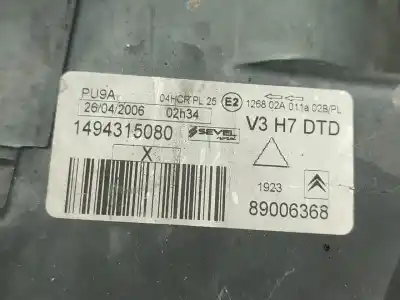 PU9A 04HCR PL 25 E2 1268 02A 011a 02B/PL
26/04/2006 02h34
1494315080 SEVEL V3 H7 DTD
X
1923
89006368